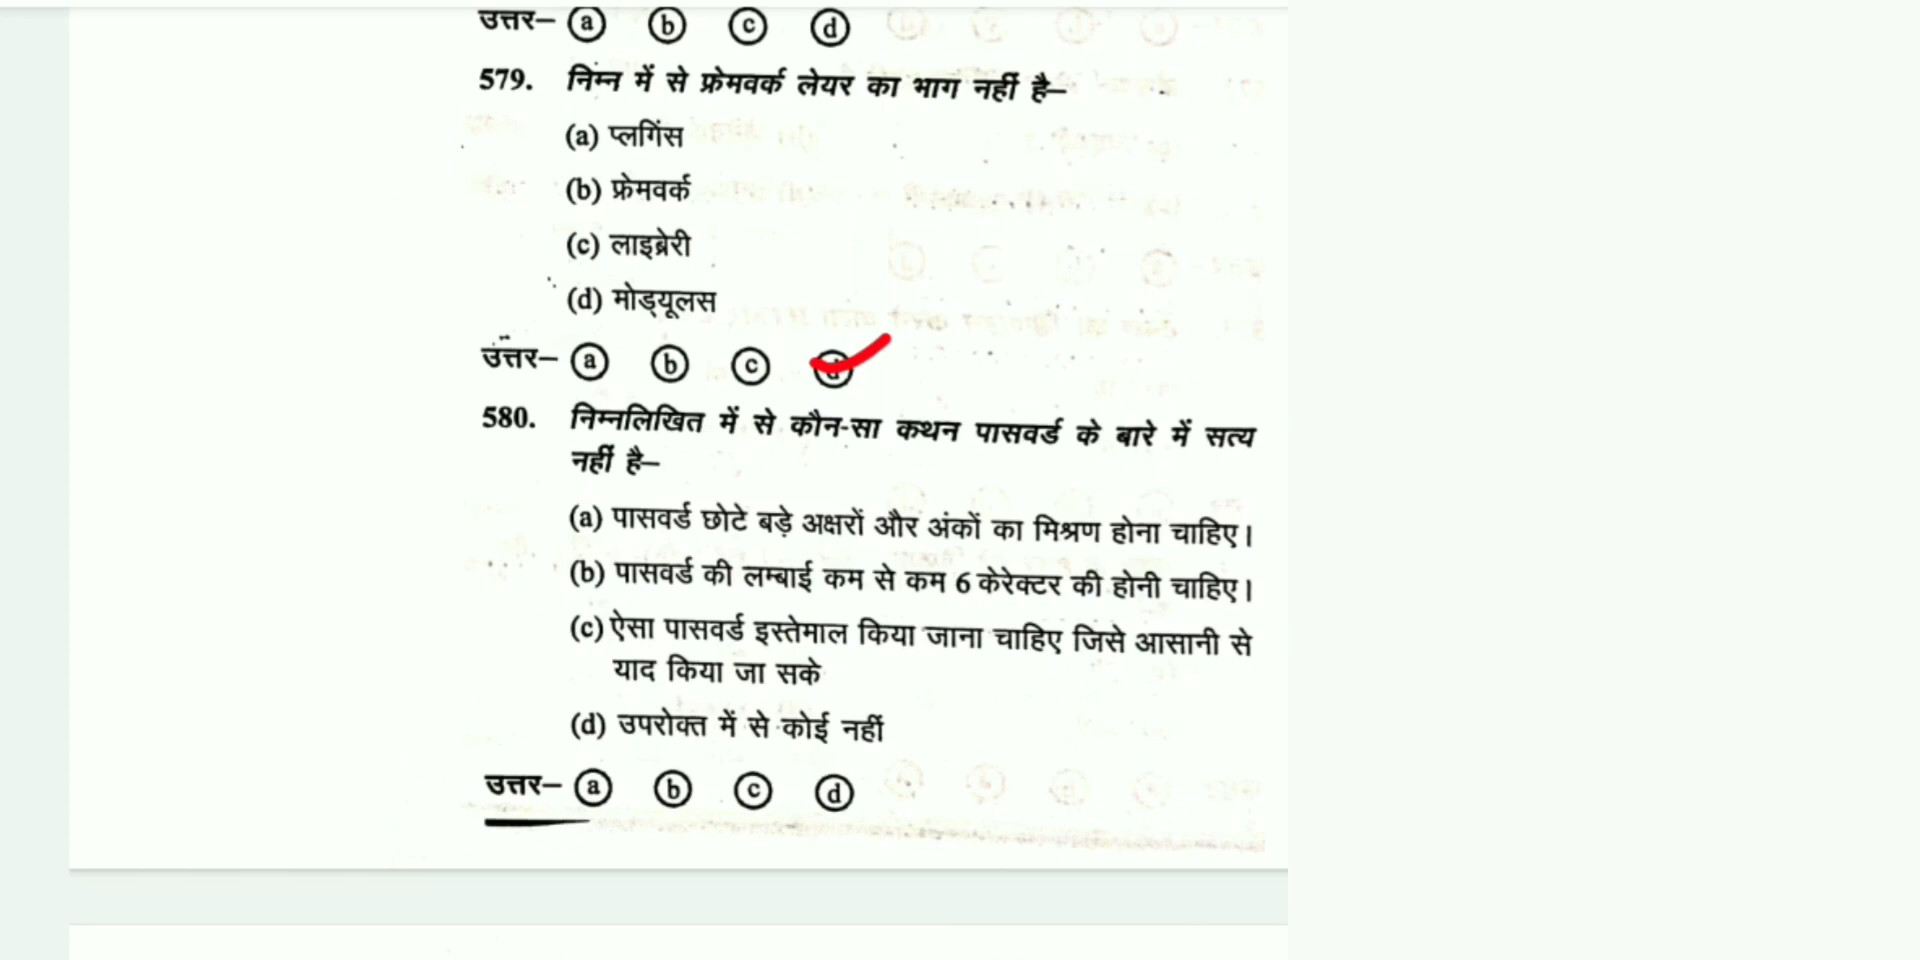 उत्तर– a b c d
579. निम्न में से फ्रेमवर्क लेयर का भाग नहीं है–
(a) प्लगिंस
(b) फ्रेमवर्क
(c) लाइब्रेरी
(d) मोड्यूलस
उत्तर– a b c d
580. निम्नलिखित में से कौन-सा कथन पासवर्ड के बारे में सत्य
नहीं है–
(a) पासवर्ड छोटे बड़े अक्षरों और अंकों का मिश्रण होना चाहिए।
(b) पासवर्ड की लम्बाई कम से कम 6 केरेक्टर की होनी चाहिए।
(c) ऐसा पासवर्ड इस्तेमाल किया जाना चाहिए जिसे आसानी से
याद किया जा सके
(d) उपरोक्त में से कोई नहीं
उत्तर– a b c d